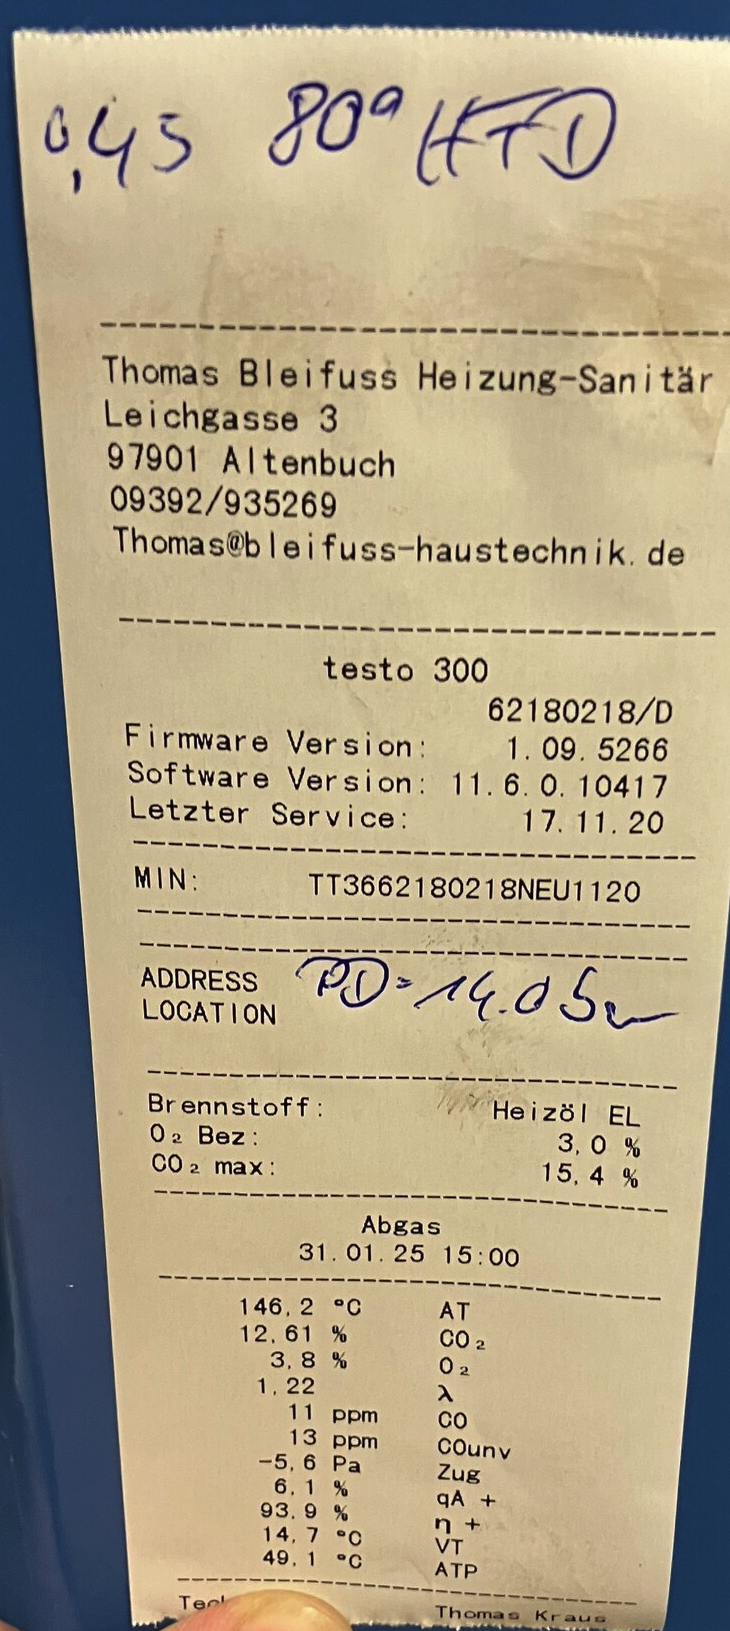 0,45 80° HTD
Thomas Bleifuss Heizung-Sanitär
Leichgasse 3
97901 Altenbuch
09392/935269
Thomas@bleifuss-haustechnik.de
testo 300
62180218/D
Firmware Version: 1.09.5266
Software Version: 11.6.0.10417
Letzter Service: 17.11.20
MIN: TT3662180218NEU1120
ADDRESS PD=14.0
LOCATION
Brennstoff: Heizöl EL
O₂ Bez: 3,0 %
CO₂ max: 15,4 %
Abgas
31.01.25 15:00
146,2 °C AT
12,61 % CO₂
3,8 % O₂
1,22 λ
11 ppm CO
13 ppm COunv
-5,6 Pa Zug
6,1 % qA +
93,9 % η +
14,7 °C VT
49,1 °C ATP
Thomas Kraus